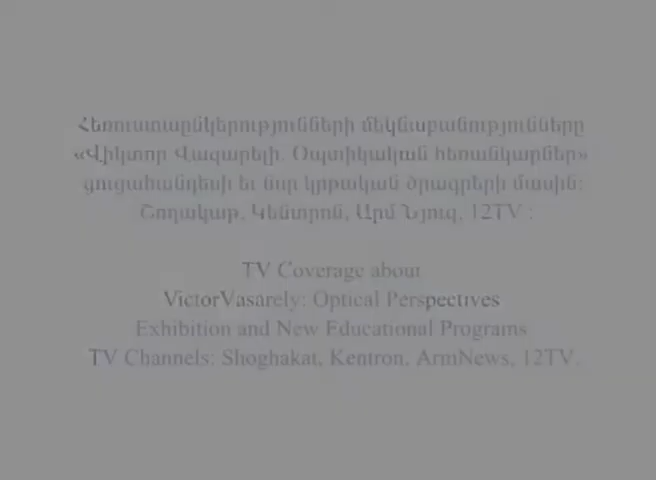 Հեռուստաընկերությունների մեկնաբանությունները
«Վիկտոր Վազարելի. Օպտիկական հեռանկարներ»
ցուցահանդեսի եւ նոր կրթական ծրագրերի մասին:
Շողակաթ, Կենտրոն, Արմ Նյուզ, 12TV :
TV Coverage about
VictorVasarely: Optical Perspectives
Exhibition and New Educational Programs
TV Channels: Shoghakat, Kentron, ArmNews, 12TV.